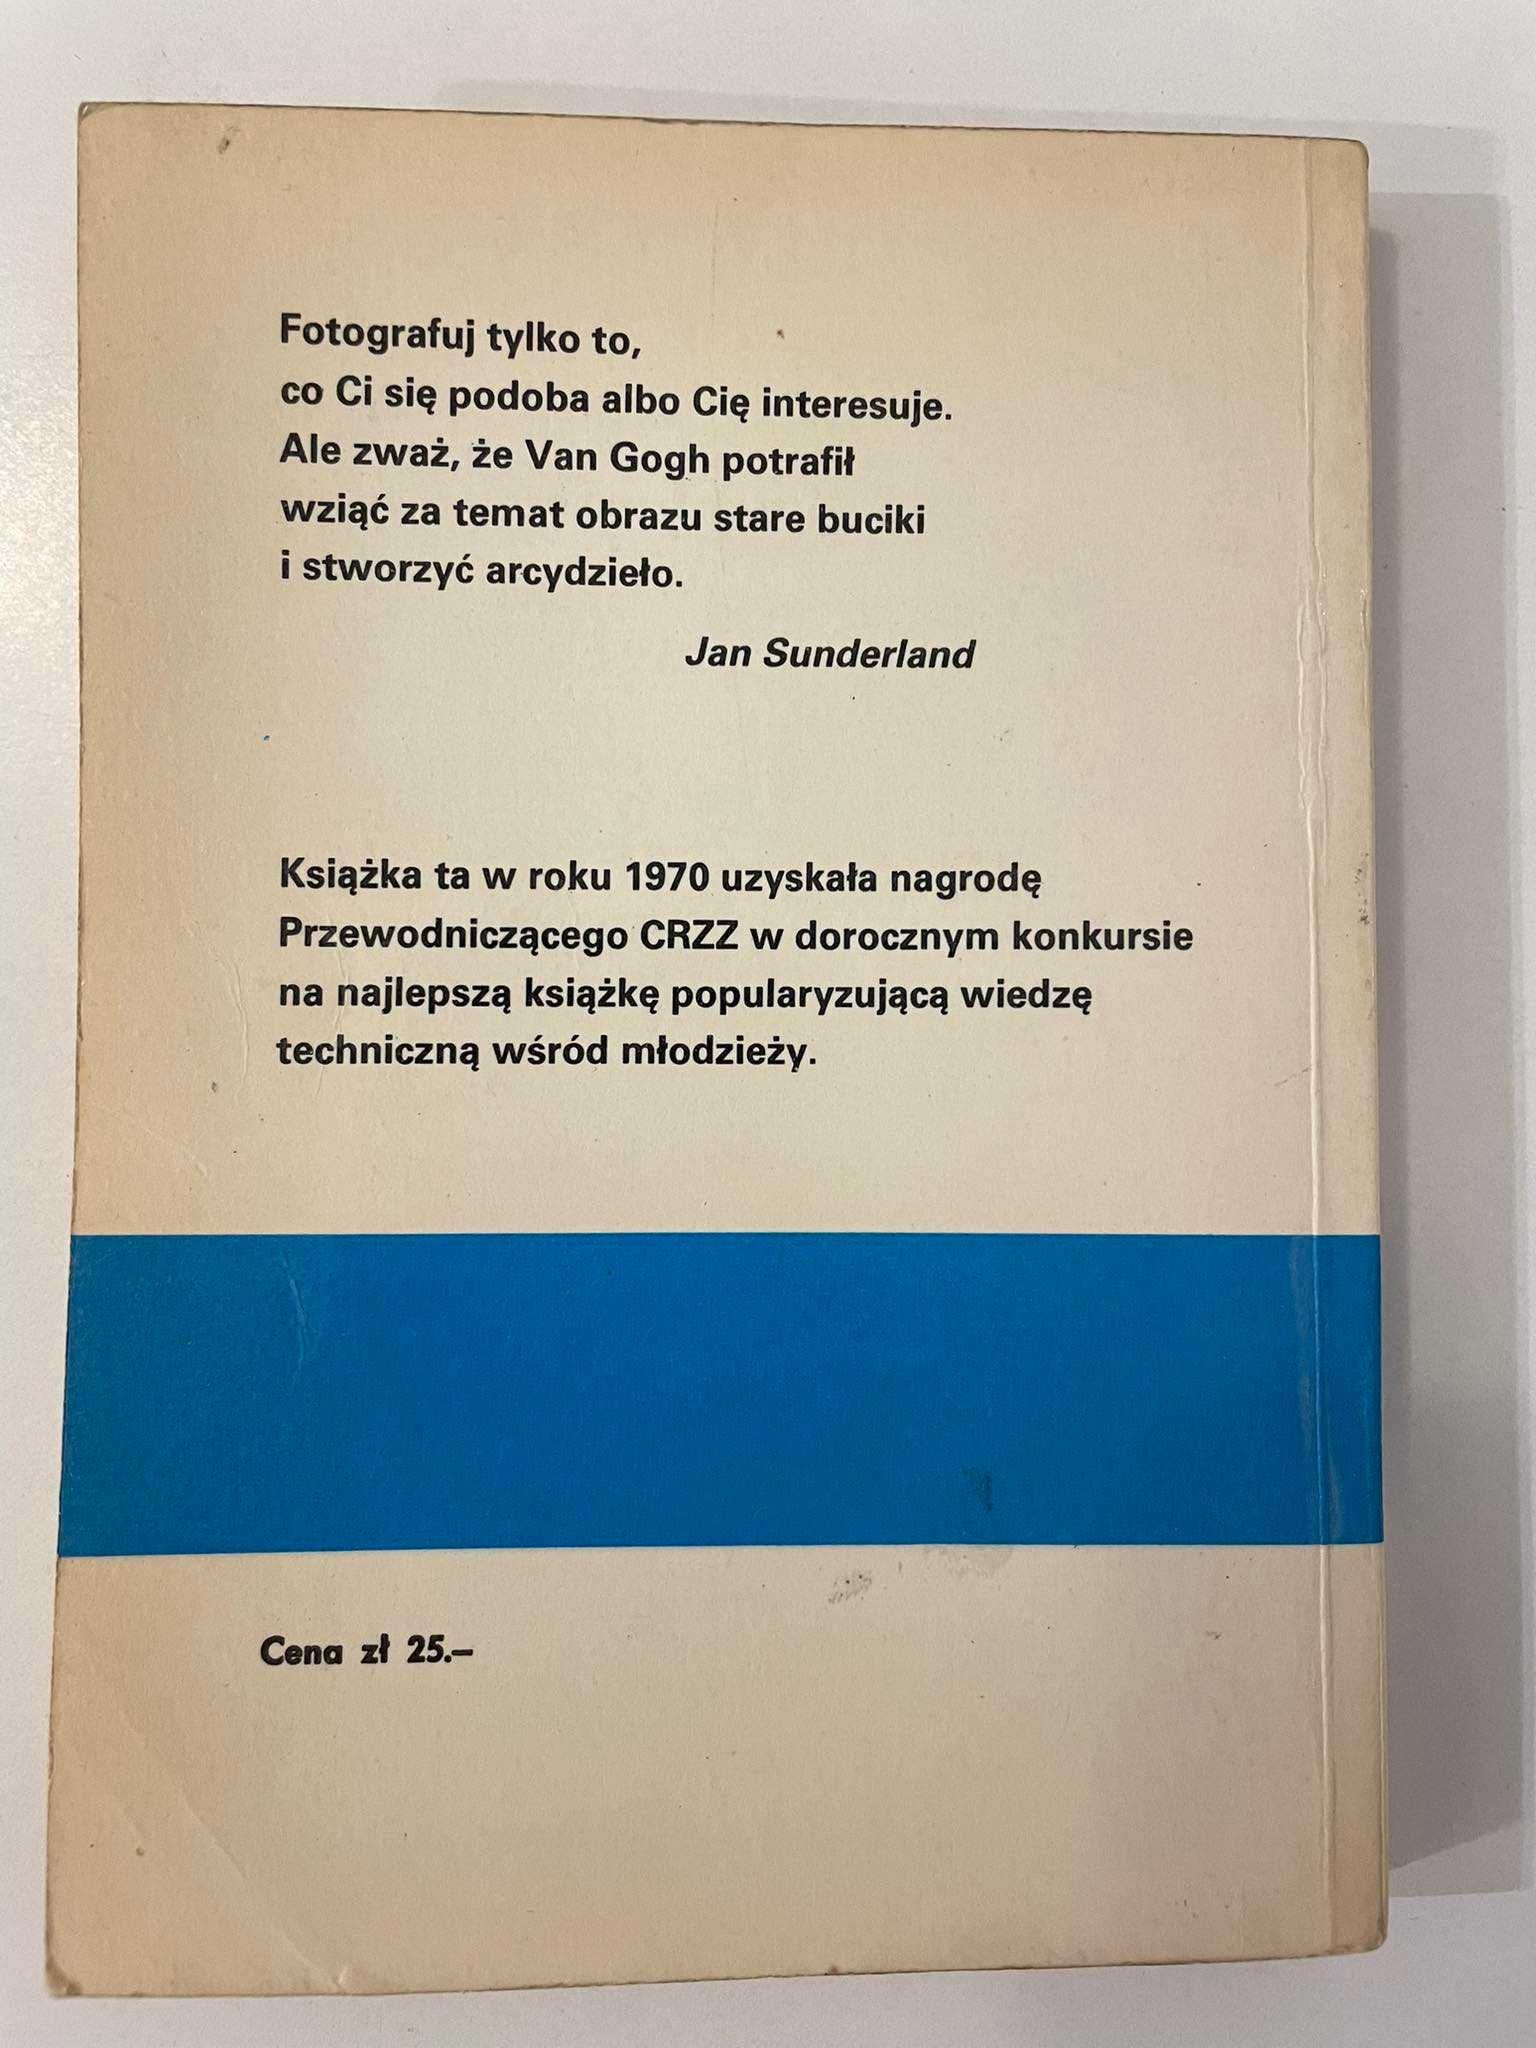 Fotografuj tylko to,
co Ci się podoba albo Cię interesuje.
Ale zważ, że Van Gogh potrafił
wziąć za temat obrazu stare buciki
i stworzyć arcydzieło.
Jan Sunderland
Książka ta w roku 1970 uzyskała nagrodę
Przewodniczącego CRZZ w dorocznym konkursie
na najlepszą książkę popularyzującą wiedzę
techniczną wśród młodzieży.
Cena zł 25.–